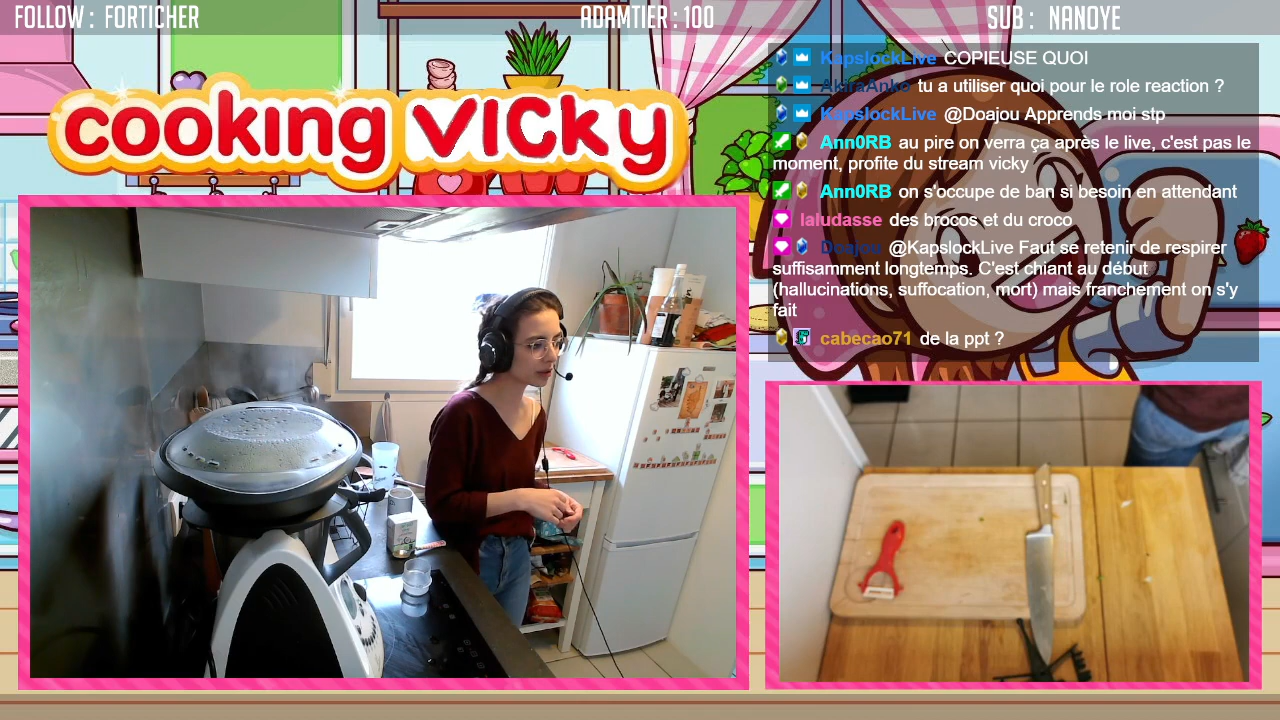 FOLLOW : FORTICHER
ADAMTIER : 100
SUB : NANOYE
cooking VICKY
KapslockLive COPIEUSE QUOI
AkiraAnko tu a utiliser quoi pour le role reaction ?
KapslockLive @Doajou Apprends moi stp
Ann0RB au pire on verra ça après le live, c'est pas le
moment, profite du stream vicky
Ann0RB on s'occupe de ban si besoin en attendant
laludasse des brocos et du croco
Doajou @KapslockLive Faut se retenir de respirer
suffisamment longtemps. C'est chiant au début
(hallucinations, suffocation, mort) mais franchement on s'y
fait
cabecao71 de la ppt ?